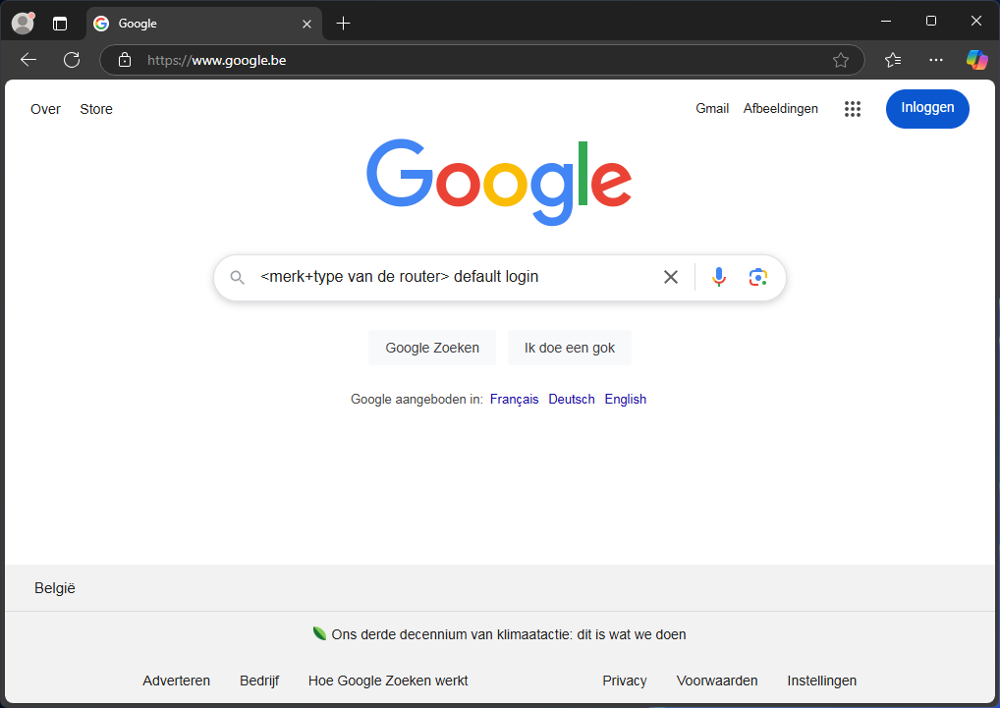 Google
https://www.google.be
Over Store Gmail Afbeeldingen Inloggen
Google
<merk+type van de router> default login
Google Zoeken Ik doe een gok
Google aangeboden in: Français Deutsch English
België
Ons derde decennium van klimaatactie: dit is wat we doen
Adverteren Bedrijf Hoe Google Zoeken werkt Privacy Voorwaarden Instellingen